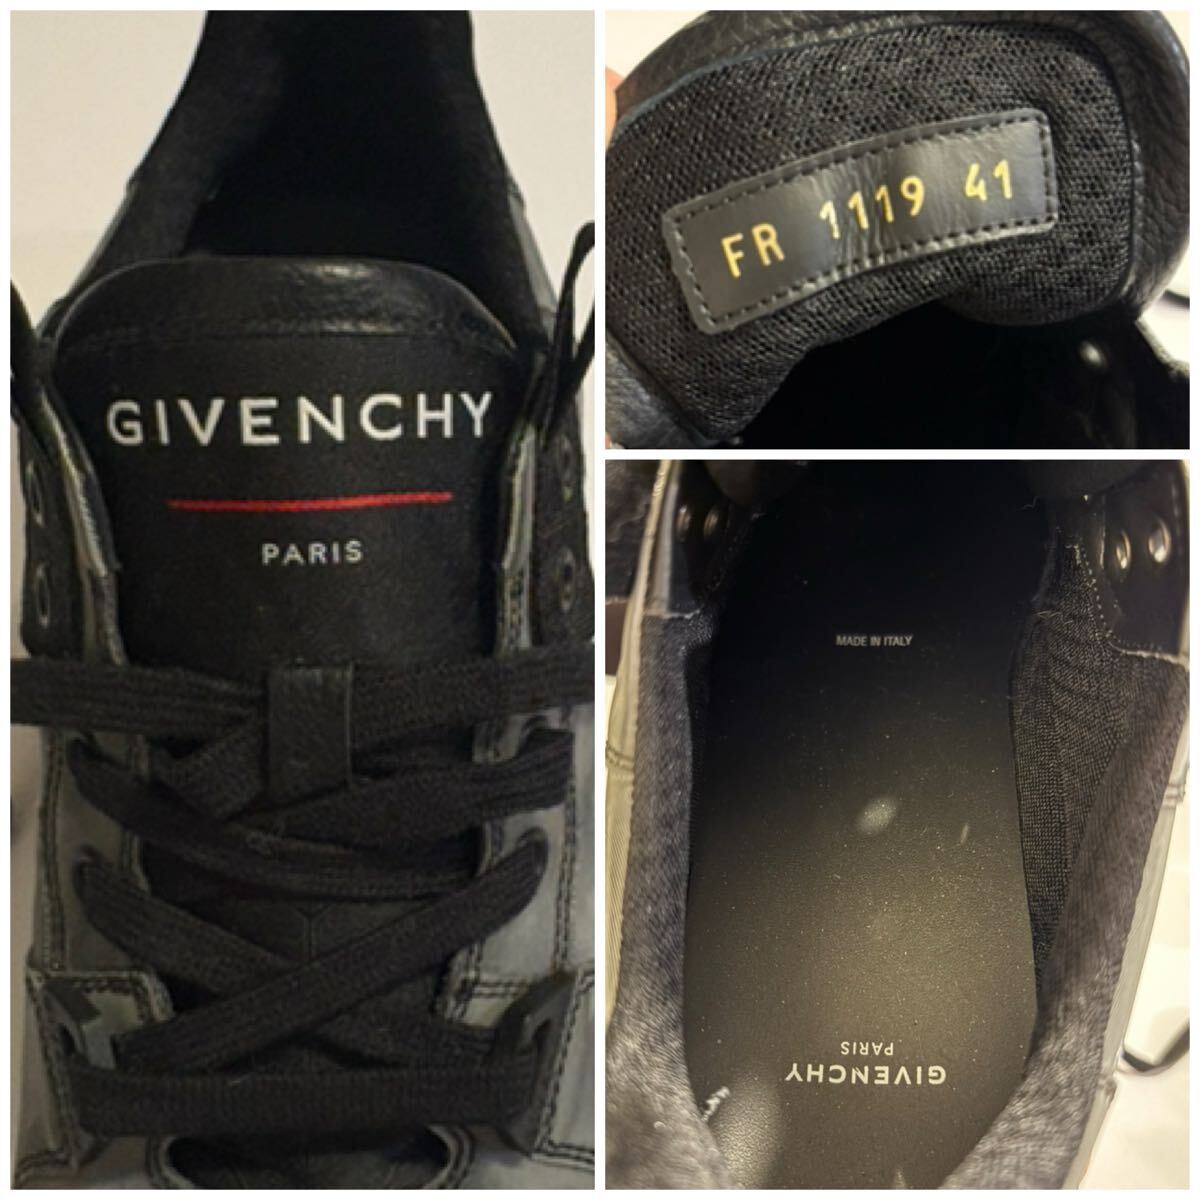 GIVENCHY
PARIS
FR 1119 41
MADE IN ITALY
GIVENCHY
PARIS